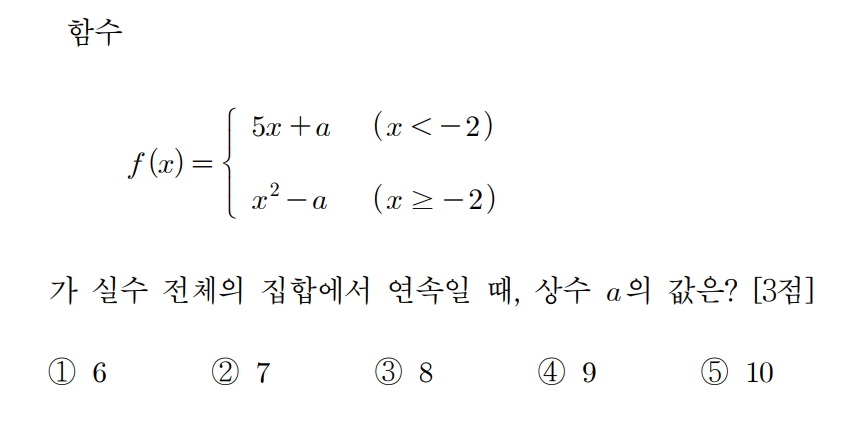 함수
f(x) = { 5x + a (x < -2)
x² - a (x ≥ -2)
가 실수 전체의 집합에서 연속일 때, 상수 a의 값은? [3점]
① 6 ② 7 ③ 8 ④ 9 ⑤ 10